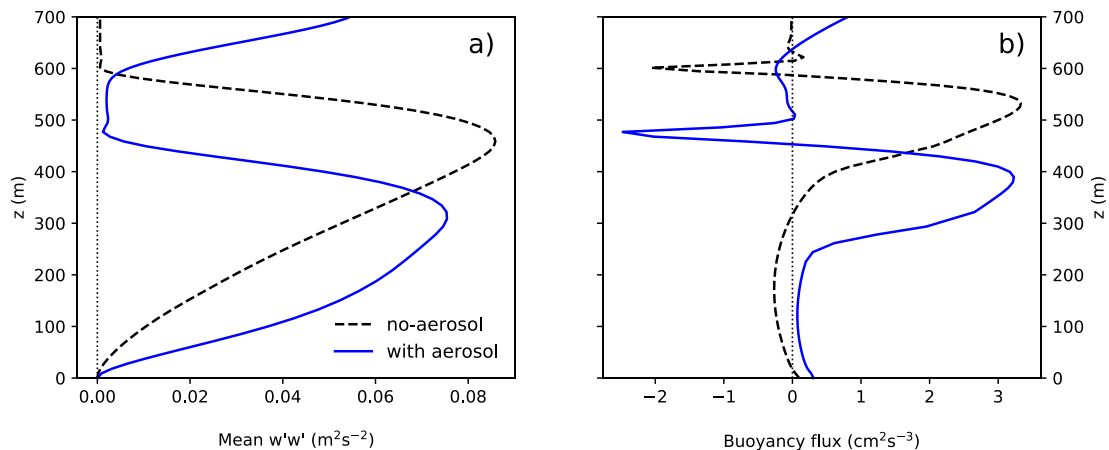 a)
700
600
500
400
300
200
100
0
z (m)
0.00 0.02 0.04 0.06 0.08
Mean w'w' (m²s⁻²)
no-aerosol
with aerosol
b)
700
600
500
400
300
200
100
0
z (m)
−2 −1 0 1 2 3
Buoyancy flux (cm²s⁻³)